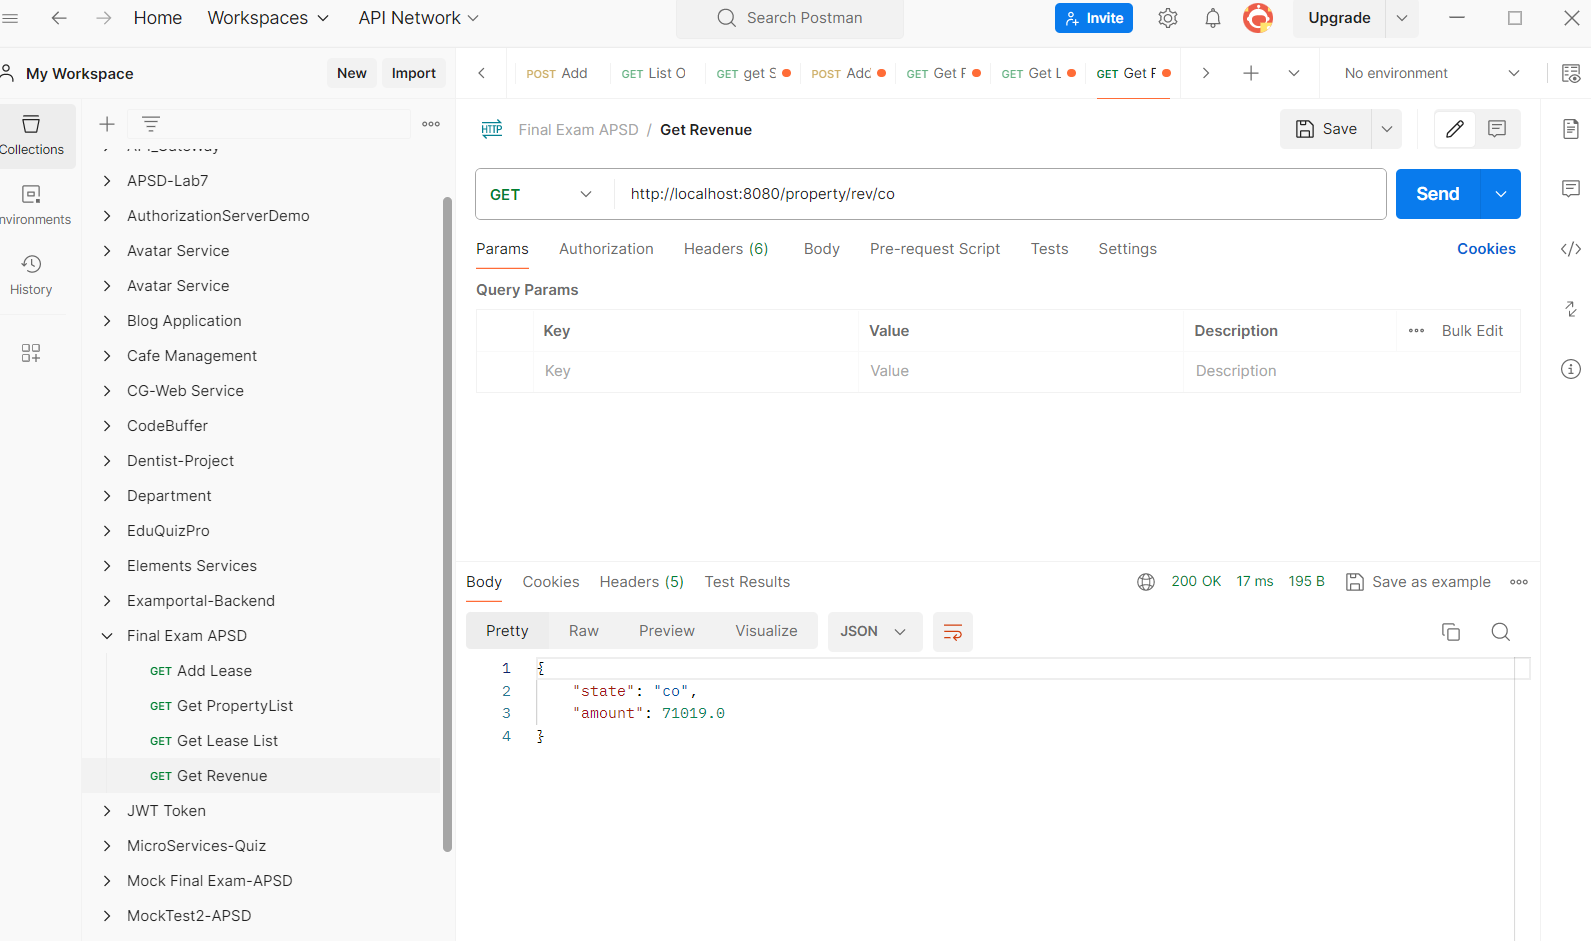 Home Workspaces API Network Search Postman Invite Upgrade
My Workspace New Import
POST Add GET List O GET get S POST Add GET Get F GET Get L GET Get F No environment
Collections
nvironments
History
APSD-Lab7
AuthorizationServerDemo
Avatar Service
Avatar Service
Blog Application
Cafe Management
CG-Web Service
CodeBuffer
Dentist-Project
Department
EduQuizPro
Elements Services
Examportal-Backend
Final Exam APSD
GET Add Lease
GET Get PropertyList
GET Get Lease List
GET Get Revenue
JWT Token
MicroServices-Quiz
Mock Final Exam-APSD
MockTest2-APSD
HTTP Final Exam APSD / Get Revenue Save
GET http://localhost:8080/property/rev/co Send
Params Authorization Headers (6) Body Pre-request Script Tests Settings Cookies
Query Params
Key Value Description Bulk Edit
Key Value Description
Body Cookies Headers (5) Test Results 200 OK 17 ms 195 B Save as example
Pretty Raw Preview Visualize JSON
1 {
2 "state": "co",
3 "amount": 71019.0
4 }